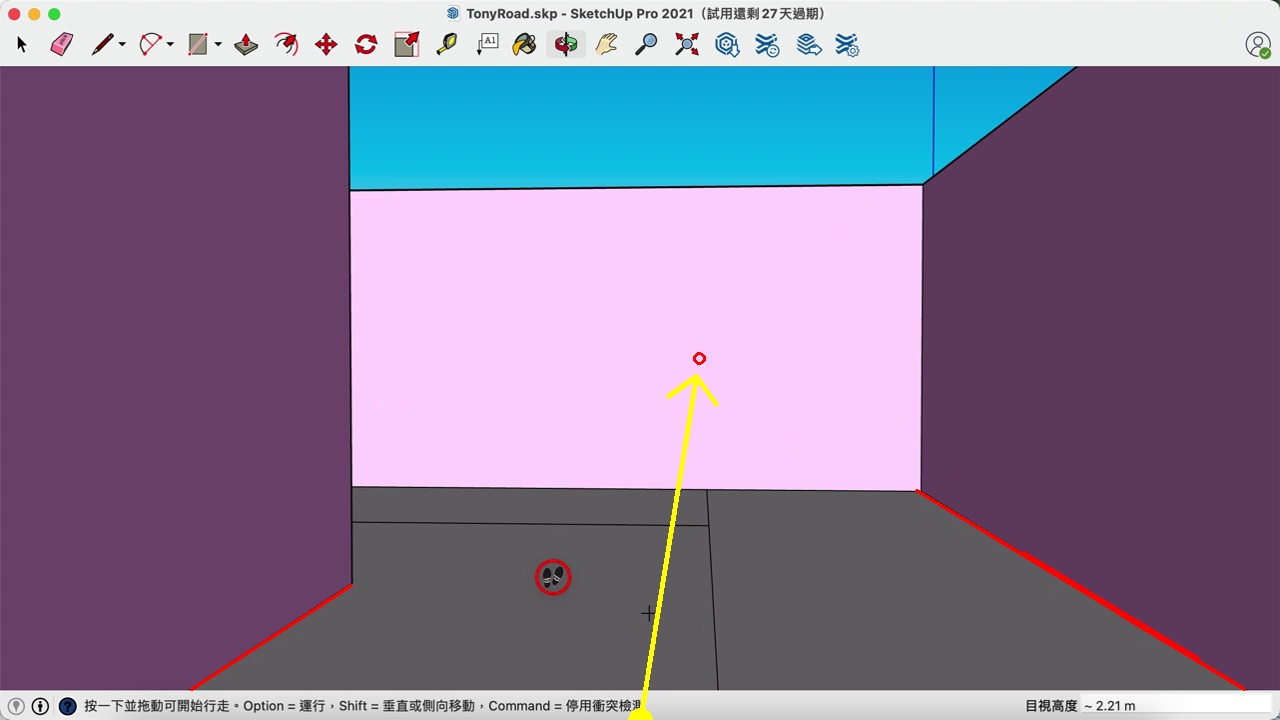 TonyRoad.skp - SketchUp Pro 2021（試用還剩 27 天過期）
A1
按一下並拖動可開始行走。Option = 運行，Shift = 垂直或側向移動，Command = 停用衝突檢測
目視高度 ~ 2.21 m